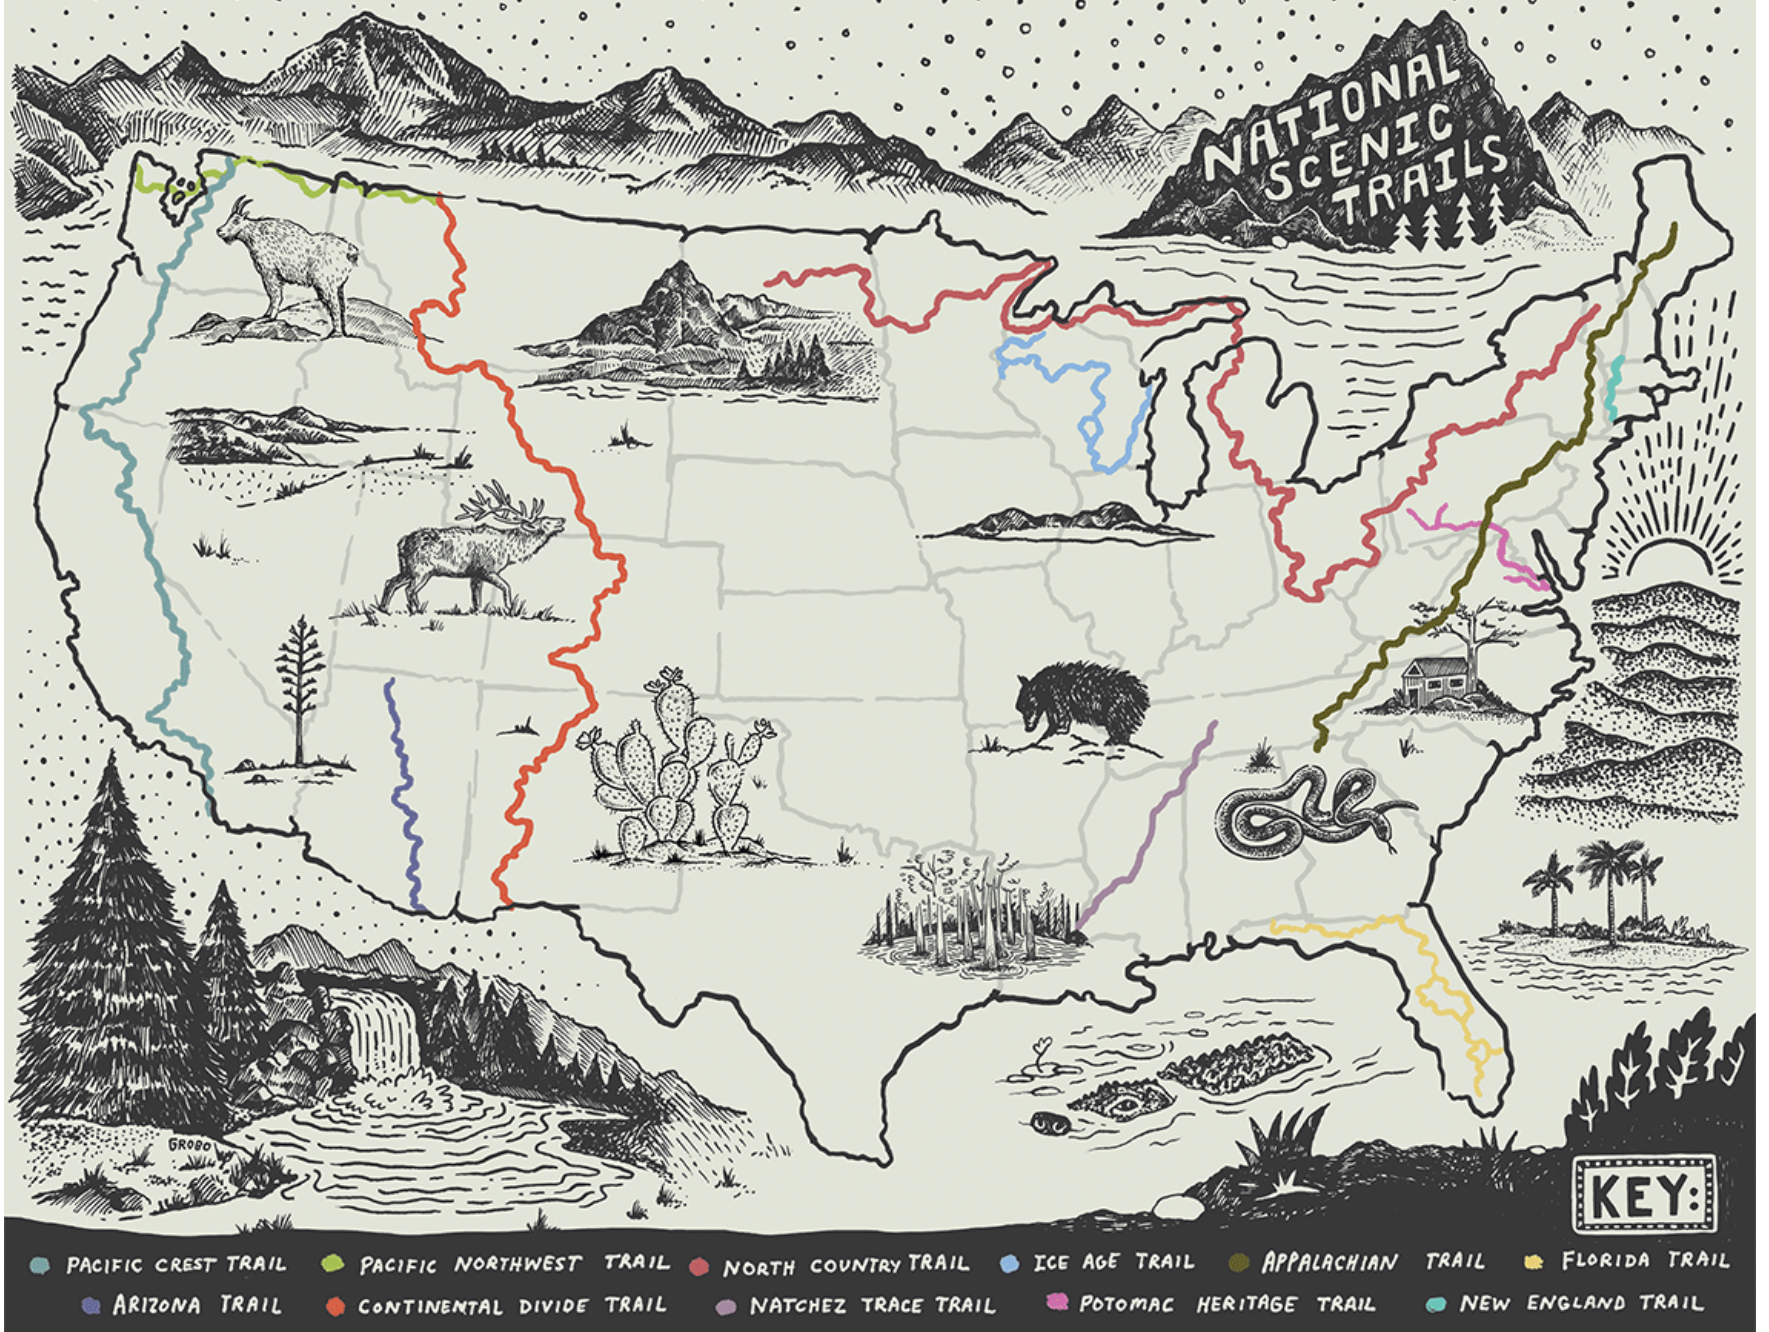 NATIONAL
SCENIC
TRAILS
GROBO
KEY:
PACIFIC CREST TRAIL PACIFIC NORTHWEST TRAIL NORTH COUNTRY TRAIL ICE AGE TRAIL APPALACHIAN TRAIL FLORIDA TRAIL
ARIZONA TRAIL CONTINENTAL DIVIDE TRAIL NATCHEZ TRACE TRAIL POTOMAC HERITAGE TRAIL NEW ENGLAND TRAIL